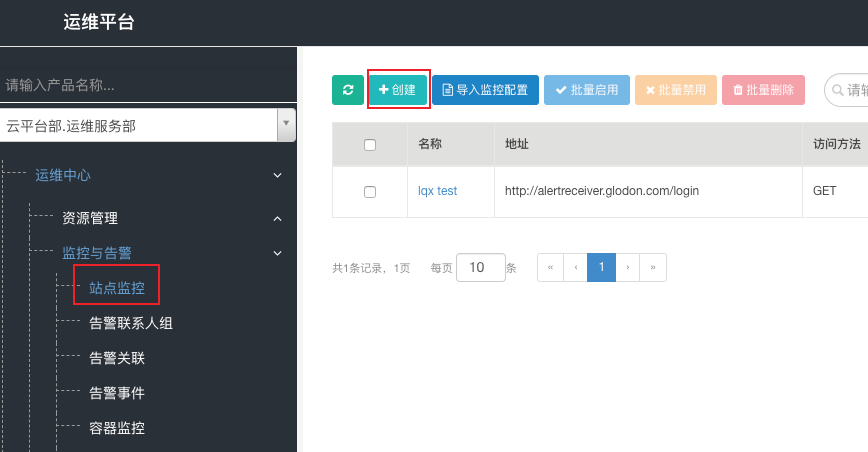 运维平台
请输入产品名称...
云平台部.运维服务部
运维中心
资源管理
监控与告警
站点监控
告警联系人组
告警关联
告警事件
容器监控
创建 导入监控配置 批量启用 批量禁用 批量删除
名称 地址 访问方法
lqx test http://alertreceiver.glodon.com/login GET
共1条记录，1页 每页 10 条 « ‹ 1 › »